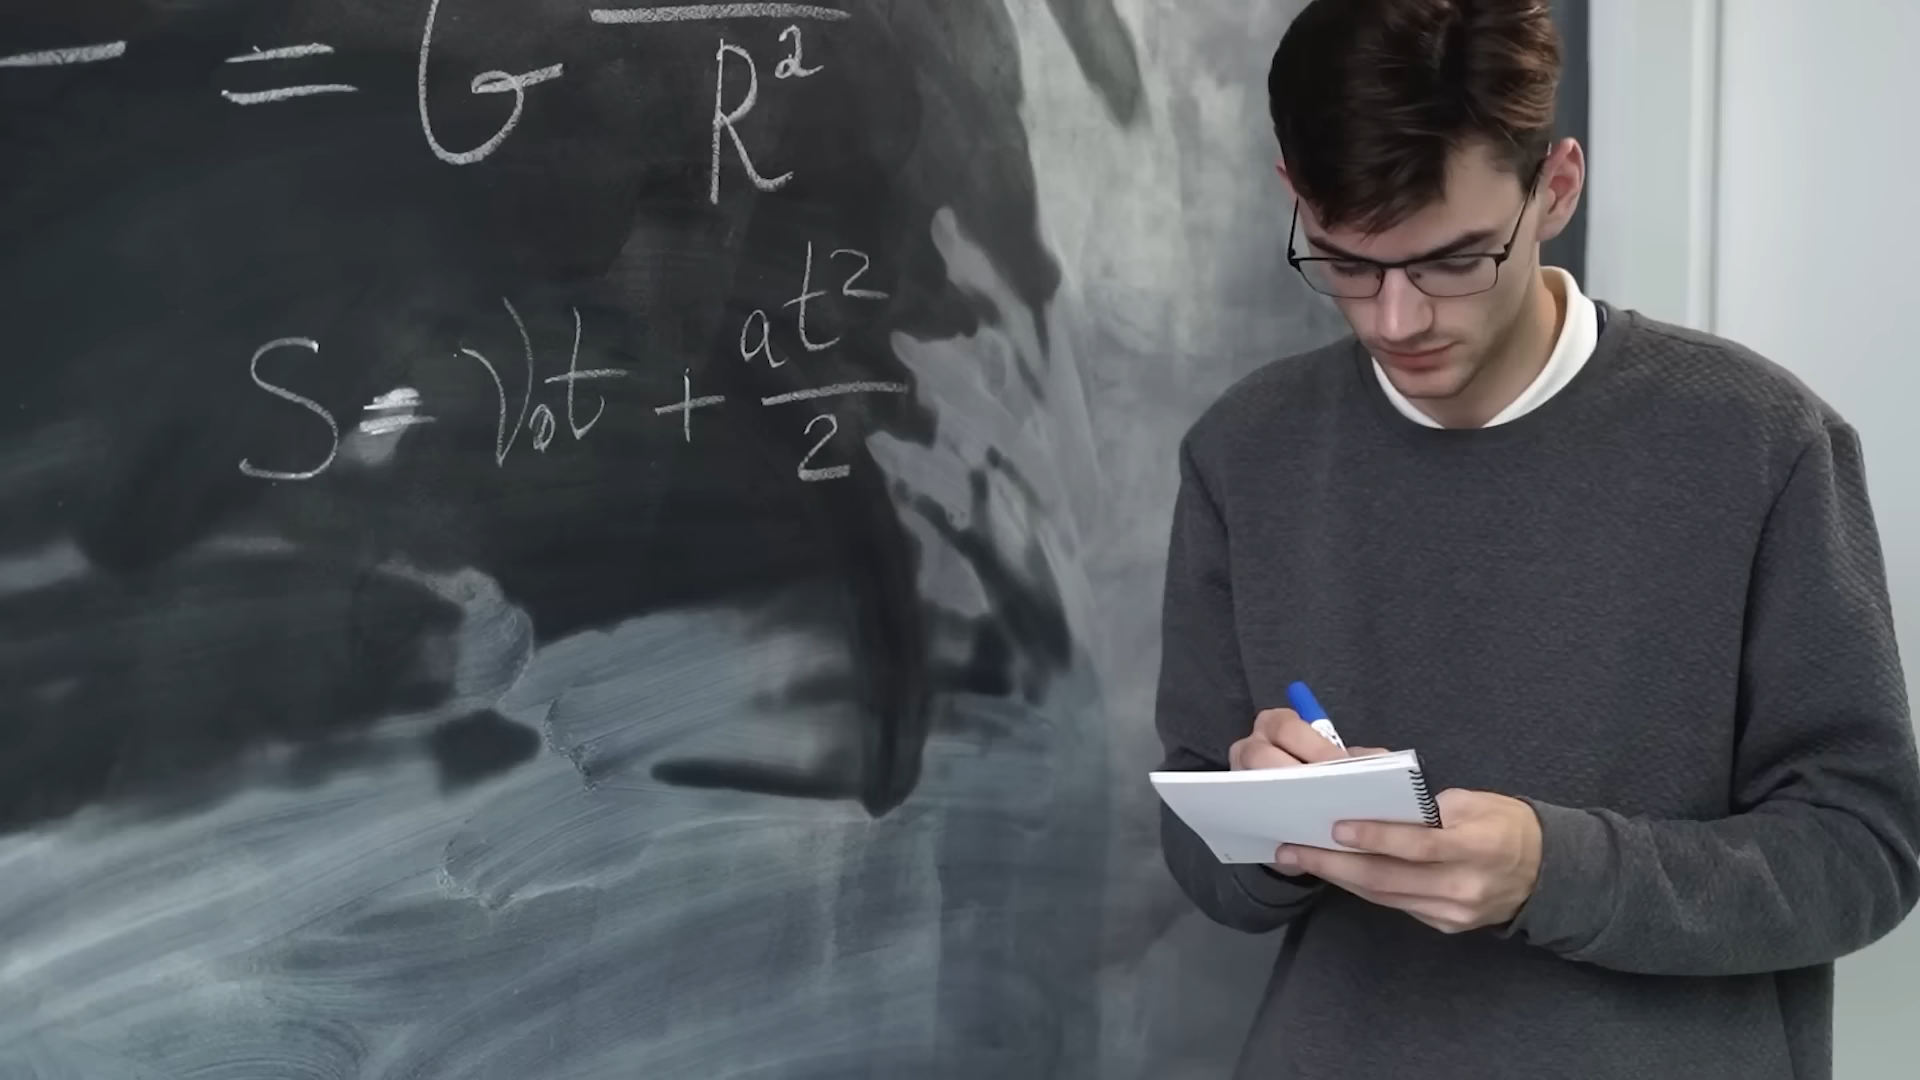 — = G — / R²
S = V₀t + at²/2